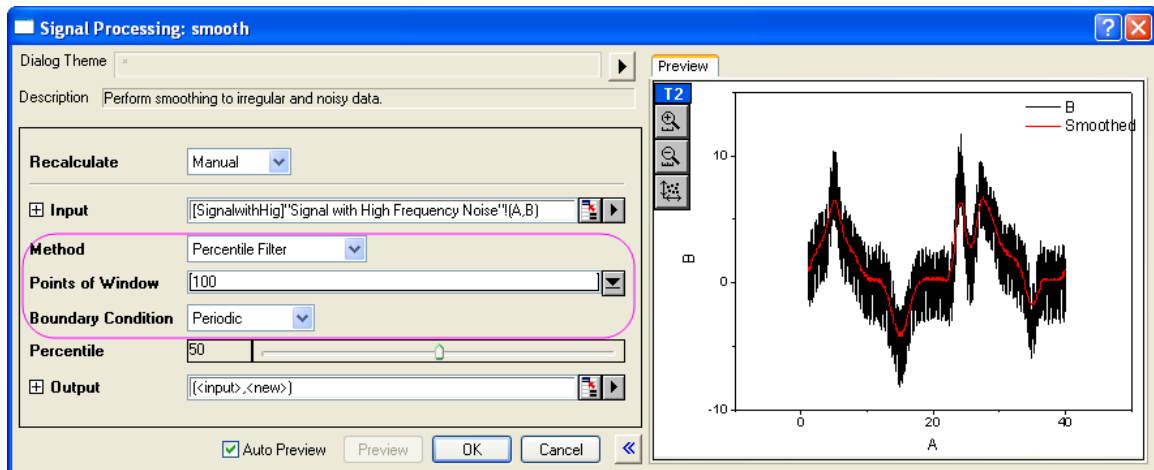 Signal Processing: smooth
Dialog Theme *
Description Perform smoothing to irregular and noisy data.
Recalculate Manual
Input [SignalwithHig]"Signal with High Frequency Noise"!(A,B)
Method Percentile Filter
Points of Window 100
Boundary Condition Periodic
Percentile 50
Output (<input>,<new>)
Auto Preview Preview OK Cancel
Preview
T2
B
Smoothed
10
0
-10
B
0 20 40
A